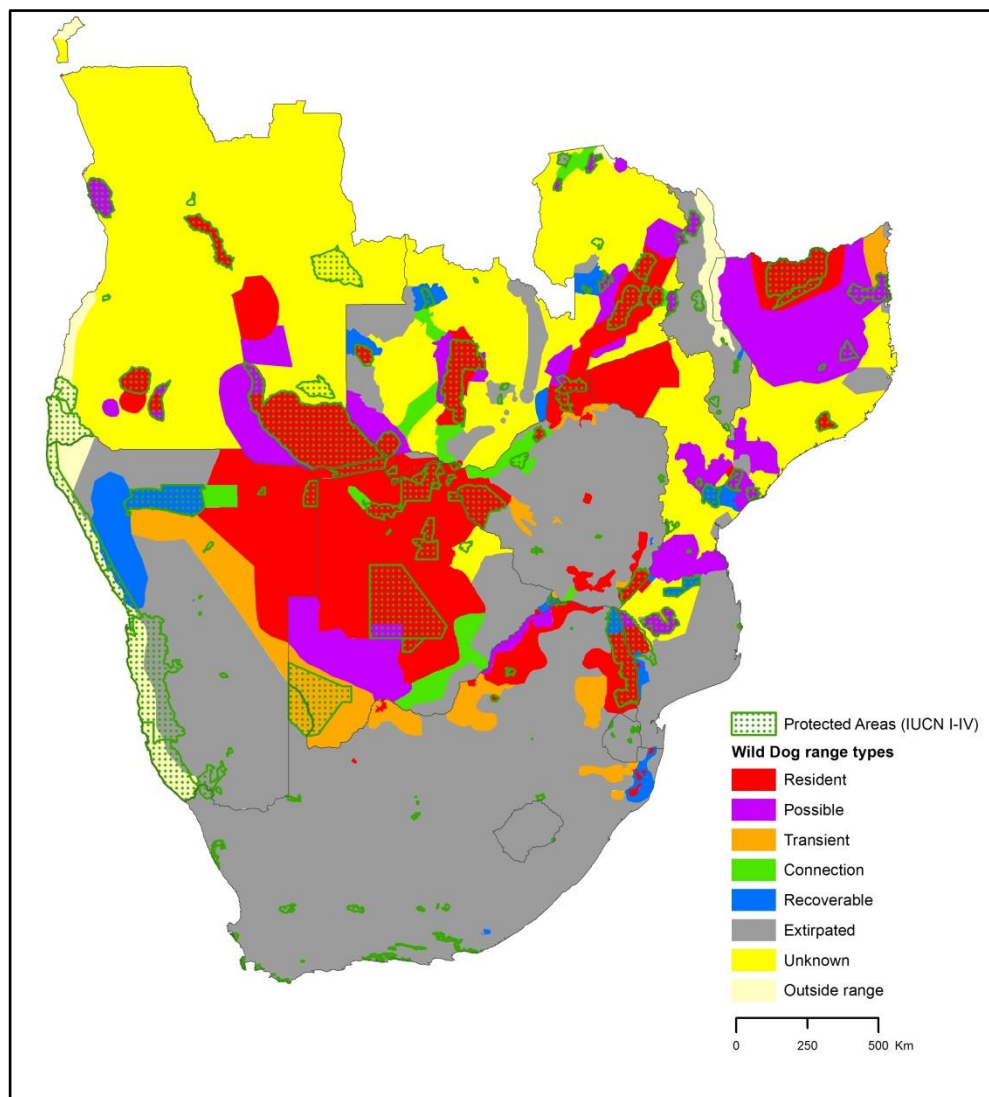 Protected Areas (IUCN I-IV)
Wild Dog range types
Resident
Possible
Transient
Connection
Recoverable
Extirpated
Unknown
Outside range
0 250 500 Km